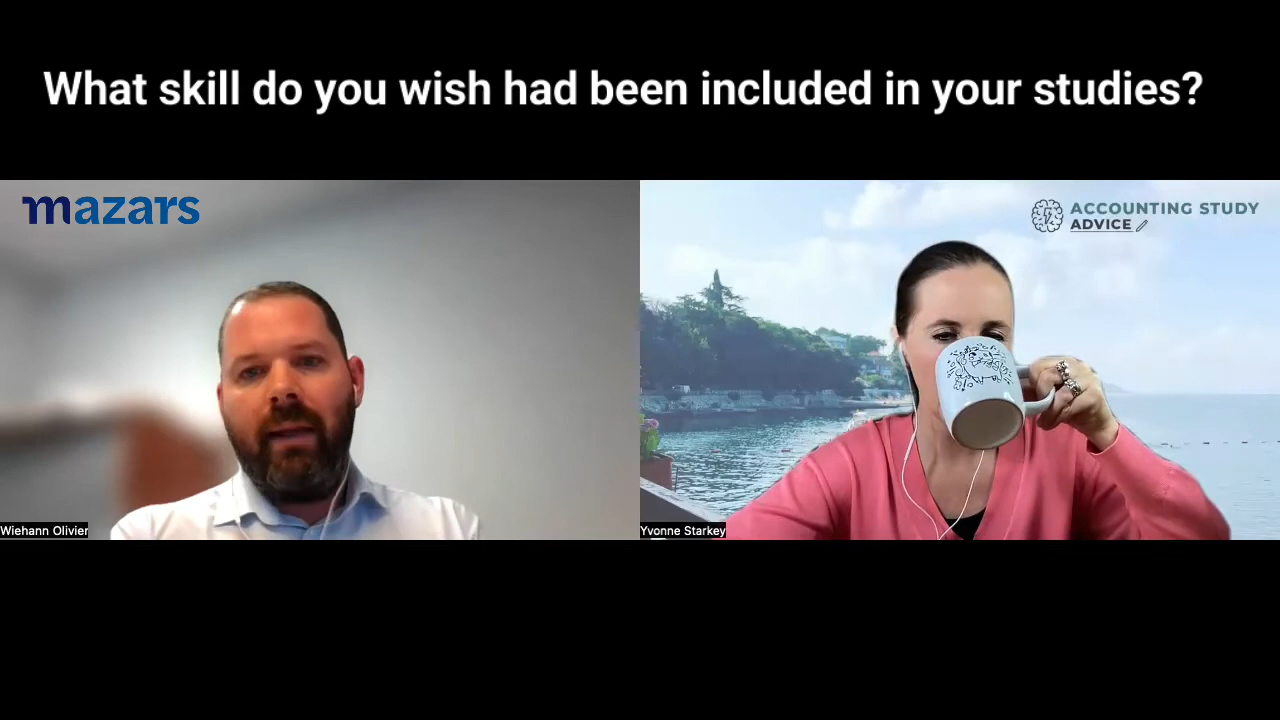 What skill do you wish had been included in your studies?
mazars
ACCOUNTING STUDY
ADVICE
Wiehann Olivier
Yvonne Starkey